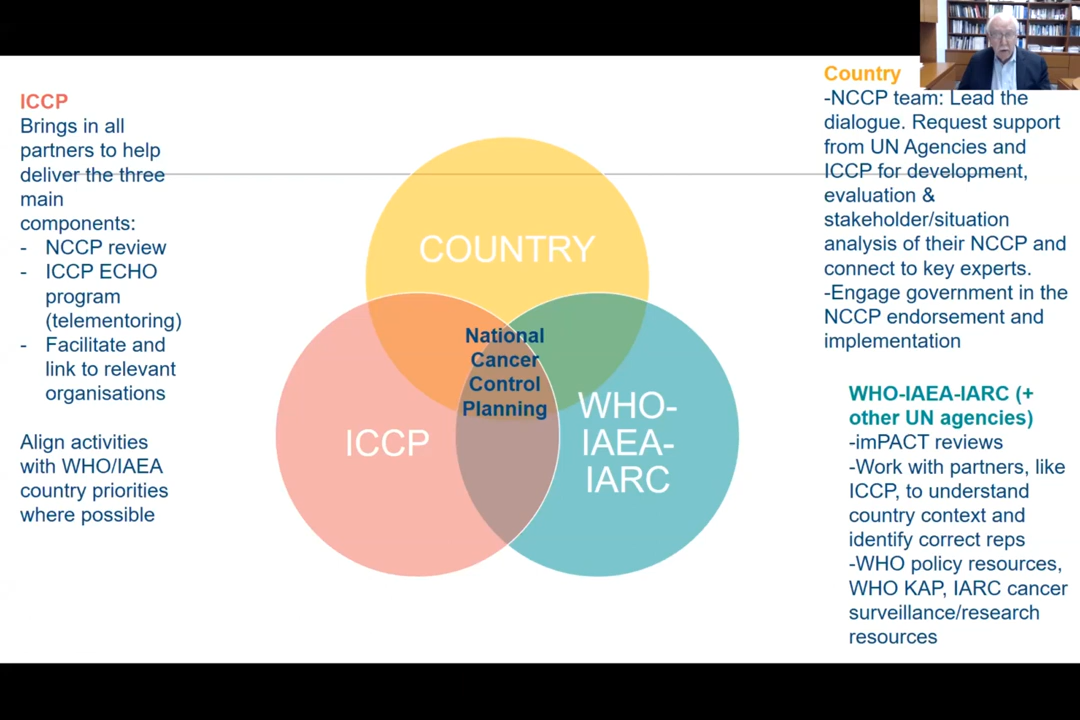 ICCP
Brings in all
partners to help
deliver the three
main
components:
- NCCP review
- ICCP ECHO
program
(telementoring)
- Facilitate and
link to relevant
organisations
Align activities
with WHO/IAEA
country priorities
where possible
COUNTRY
National
Cancer
Control
Planning
ICCP
WHO-
IAEA-
IARC
Country
-NCCP team: Lead the
dialogue. Request support
from UN Agencies and
ICCP for development,
evaluation &
stakeholder/situation
analysis of their NCCP and
connect to key experts.
-Engage government in the
NCCP endorsement and
implementation
WHO-IAEA-IARC (+
other UN agencies)
-imPACT reviews
-Work with partners, like
ICCP, to understand
country context and
identify correct reps
-WHO policy resources,
WHO KAP, IARC cancer
surveillance/research
resources